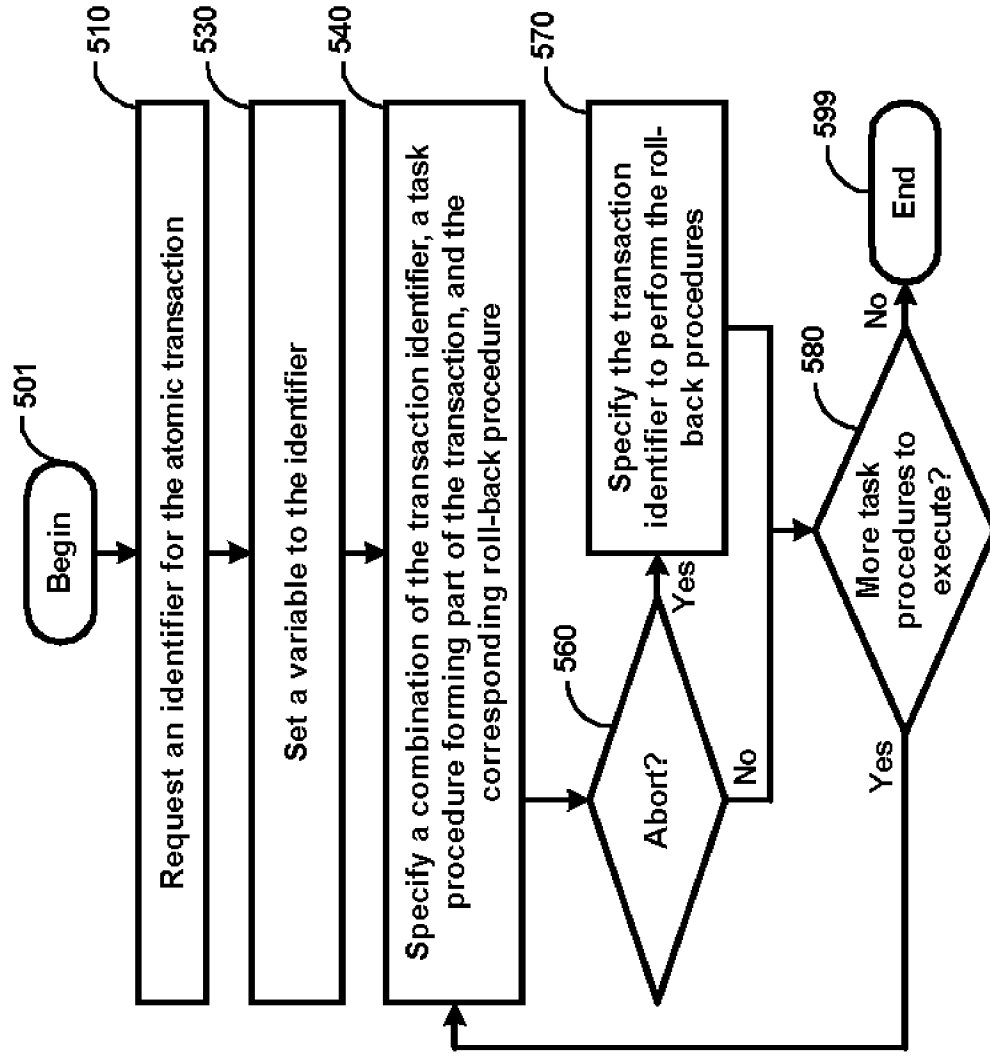 Begin
501
510
Request an identifier for the atomic transaction
530
Set a variable to the identifier
540
Specify a combination of the transaction identifier, a task
procedure forming part of the transaction, and the
corresponding roll-back procedure
560
Abort?
Yes
No
570
Specify the transaction
identifier to perform the roll-
back procedures
580
More task
procedures to
execute?
Yes
No
599
End